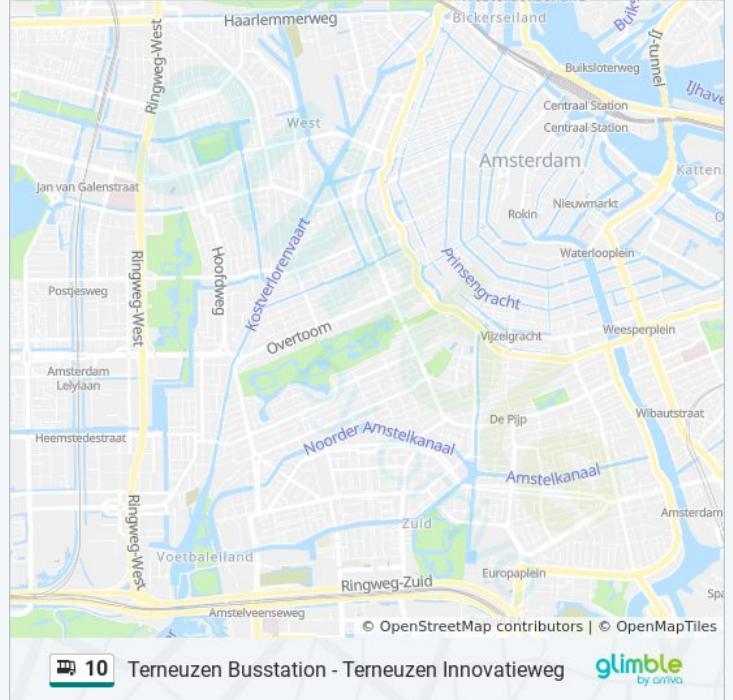 Haarlemmerweg
Bickerseiland
Buiks
IJ-tunnel
Ringweg-West
Buiksloterweg
IJhave
Centraal Station
West
Centraal Station
Amsterdam
Katten
Jan van Galenstraat
Nieuwmarkt
Rokin
O
Kostverlorenvaart
Waterlooplein
Ringweg-West
Hoofdweg
Prinsengracht
Postjesweg
Overtoom
Vijzelgracht
Weesperplein
Amsterdam
Lelylaan
De Pijp
Wibautstraat
Heemstedestraat
Noorder Amstelkanaal
Amstelkanaal
Ringweg-West
Amsterdam
Zuid
Voetbaleiland
Europaplein
Ringweg-Zuid
Spa
Amstelveenseweg
© OpenStreetMap contributors | © OpenMapTiles
10 Terneuzen Busstation - Terneuzen Innovatieweg
glimble
by arriva